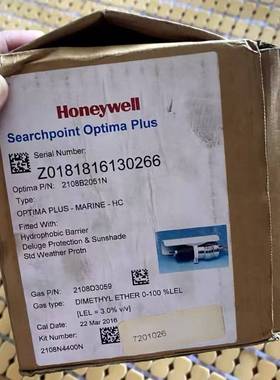 Honeywell
Searchpoint Optima Plus
Serial Number:
Z0181816130266
Optima P/N: 2108B2051N
Type:
OPTIMA PLUS - MARINE - HC
Fitted With:
Hydrophobic Barrier
Deluge Protection & Sunshade
Std Weather Protn
Gas P/N: 2108D3059
Gas type: DIMETHYL ETHER 0-100 %LEL
[LEL = 3.0% v/v]
Cal Date: 22 Mar 2016
Kit Number:
2108N4400N
7201026